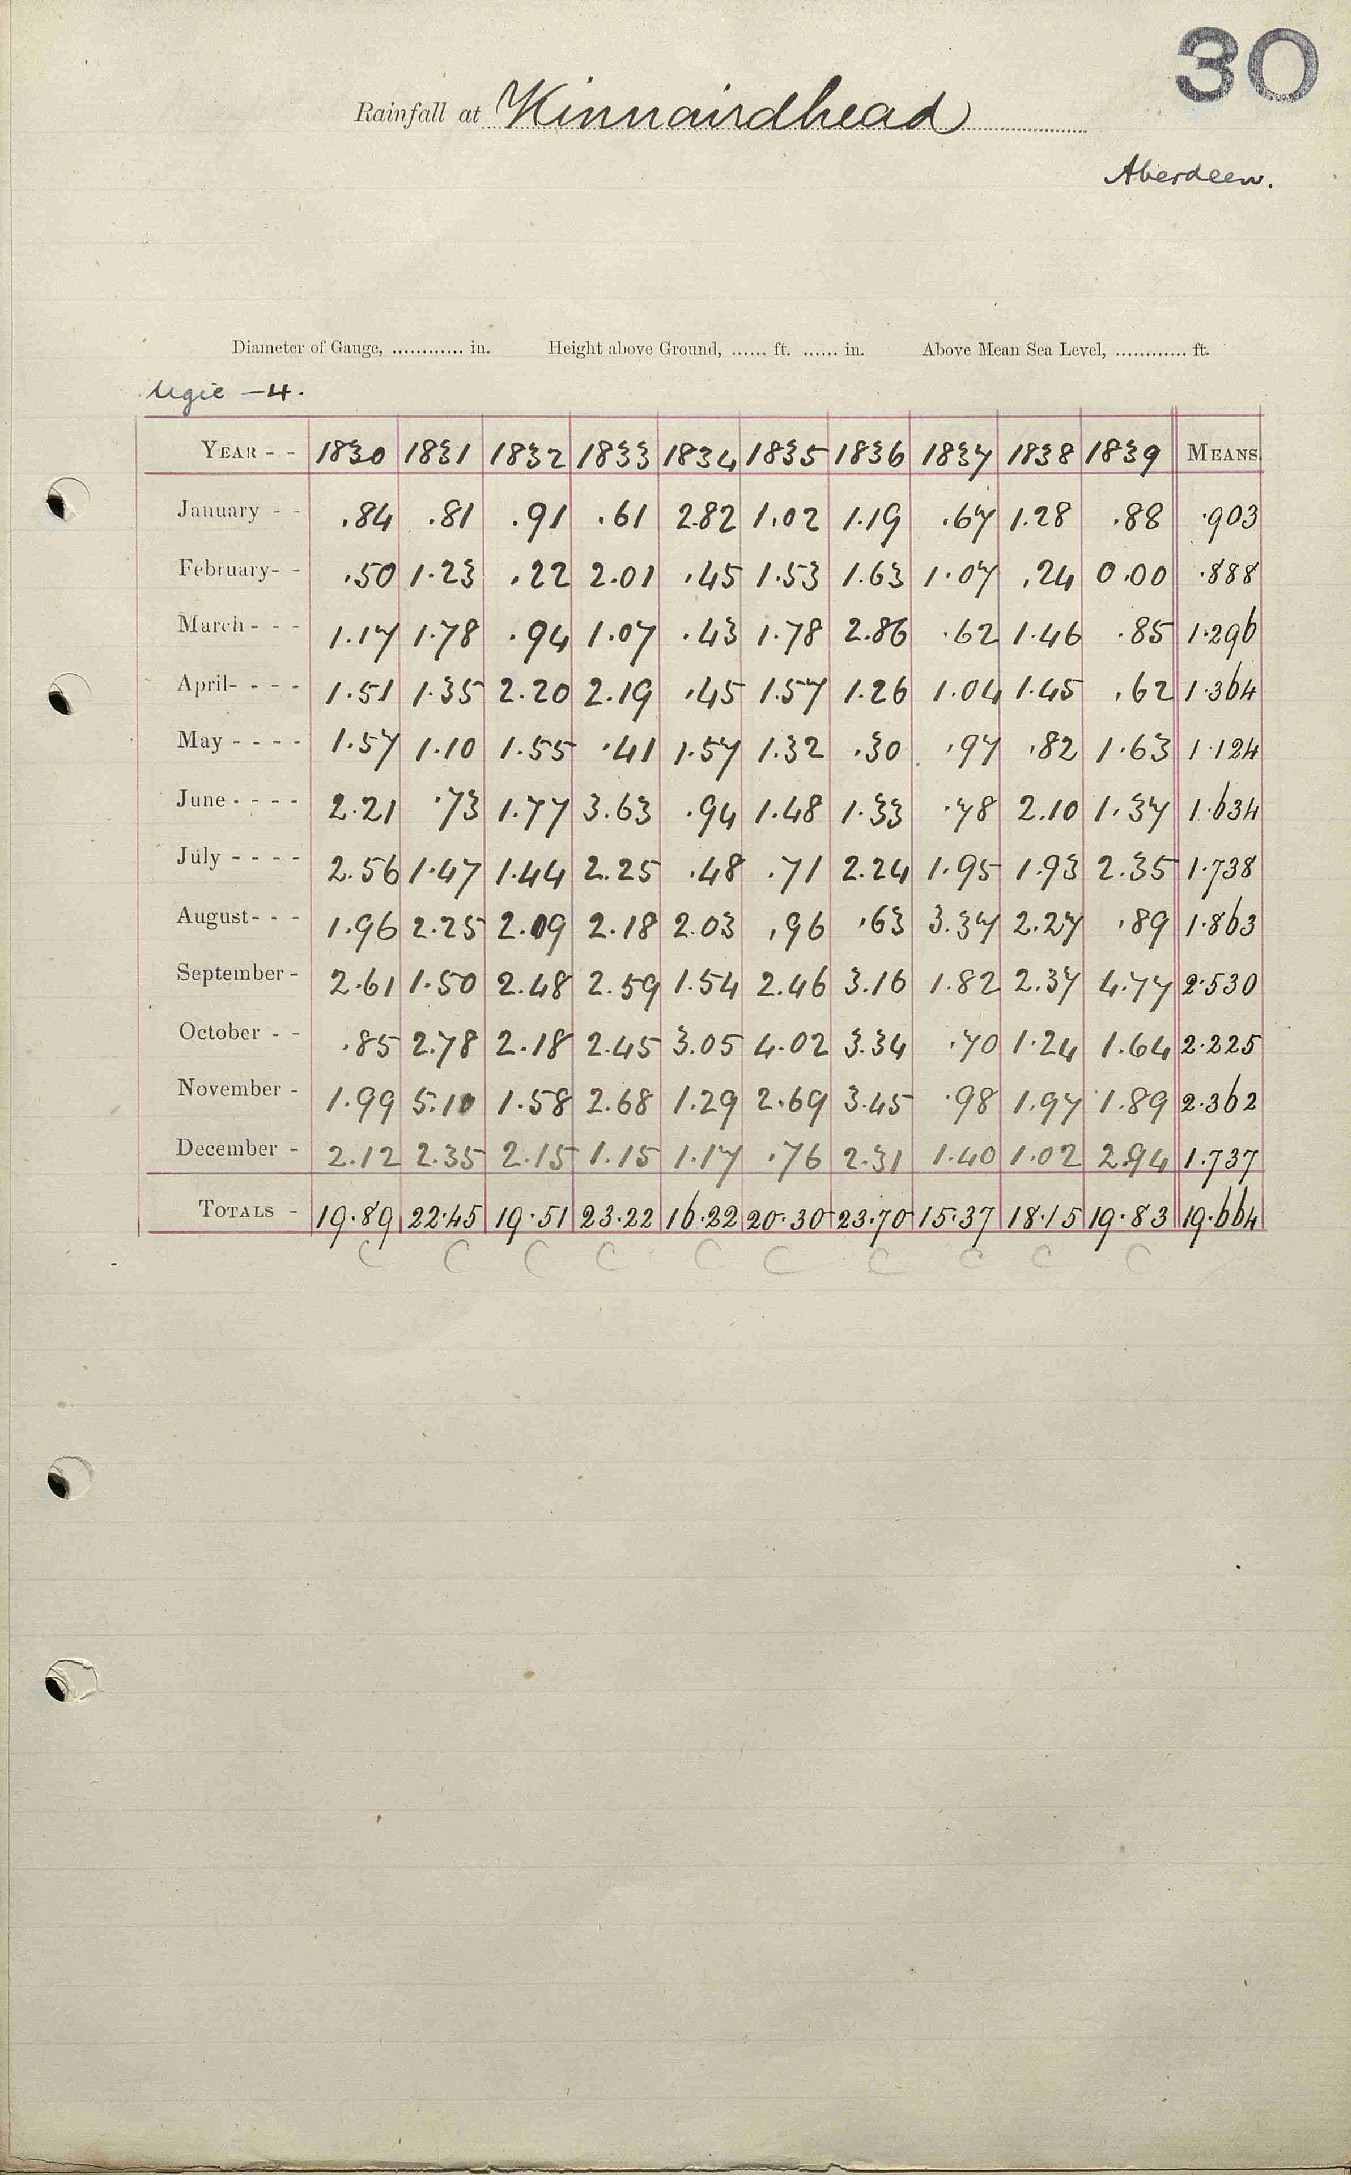 30
Rainfall at Kinnairdhead
Aberdeen.
Diameter of Gauge, ............ in. Height above Ground, ...... ft. ...... in. Above Mean Sea Level, ............ ft.
Ugie — 4.
YEAR - - 1830 1831 1832 1833 1834 1835 1836 1837 1838 1839 MEANS.
January - - .84 .81 .91 .61 2.82 1.02 1.19 .67 1.28 .88 .903
February - - .50 1.23 .22 2.01 .45 1.53 1.63 1.07 .24 0.00 .888
March - - - 1.17 1.78 .94 1.07 .43 1.78 2.86 .62 1.46 .85 1.296
April - - - - 1.51 1.35 2.20 2.19 .45 1.57 1.26 1.04 1.45 .62 1.364
May - - - - 1.57 1.10 1.55 .41 1.57 1.32 .30 .97 .82 1.63 1.124
June - - - - 2.21 .73 1.77 3.63 .94 1.48 1.33 .78 2.10 1.37 1.634
July - - - - 2.56 1.47 1.44 2.25 .48 .71 2.24 1.95 1.93 2.35 1.738
August - - - 1.96 2.25 2.09 2.18 2.03 .96 .63 3.37 2.27 .89 1.863
September - 2.61 1.50 2.48 2.59 1.54 2.46 3.16 1.82 2.37 4.77 2.530
October - - .85 2.78 2.18 2.45 3.05 4.02 3.34 .70 1.24 1.64 2.225
November - 1.99 5.10 1.58 2.68 1.29 2.69 3.45 .98 1.97 1.89 2.362
December - 2.12 2.35 2.15 1.15 1.17 .76 2.31 1.40 1.02 2.94 1.737
TOTALS - 19.89 22.45 19.51 23.22 16.22 20.30 23.70 15.37 18.15 19.83 19.664
C C C C C C C C C C